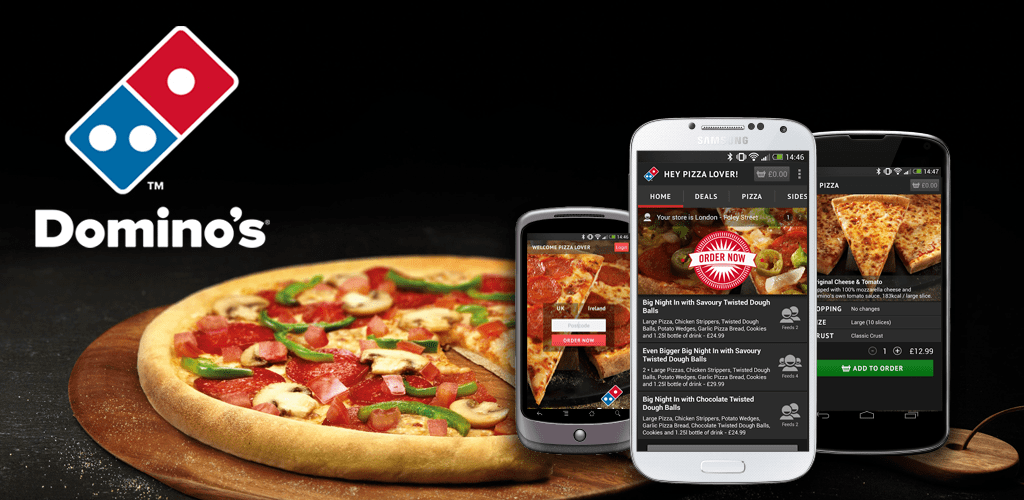 TM
Domino's®
14:46
WELCOME PIZZA LOVER
Login
UK Ireland
Postcode
ORDER NOW
SAMSUNG
14:46
HEY PIZZA LOVER!
£0.00
HOME DEALS PIZZA SIDES
Your store is London - Foley Street
1 2
ORDER NOW
Big Night In with Savoury Twisted Dough
Balls
Large Pizza, Chicken Strippers, Twisted Dough
Balls, Potato Wedges, Garlic Pizza Bread, Cookies
and 1.25l bottle of drink - £24.99
Feeds 2
Even Bigger Big Night In with Savoury
Twisted Dough Balls
2 x Large Pizzas, Chicken Strippers, Twisted Dough
Balls, Potato Wedges, Garlic Pizza Bread, Cookies
and 1.25l bottle of drink - £29.99
Feeds 4
Big Night In with Chocolate Twisted
Dough Balls
Large Pizza, Chicken Strippers, Potato Wedges,
Garlic Pizza Bread, Chocolate Twisted Dough Balls,
Cookies and 1.25l bottle of drink - £24.99
Feeds 2
14:47
PIZZA
£0.00
riginal Cheese & Tomato
pped with 100% mozzarella cheese and
omino's own tomato sauce. 183kcal / large slice.
OPPING No changes
ZE Large (10 slices)
RUST Classic Crust
1 £12.99
ADD TO ORDER